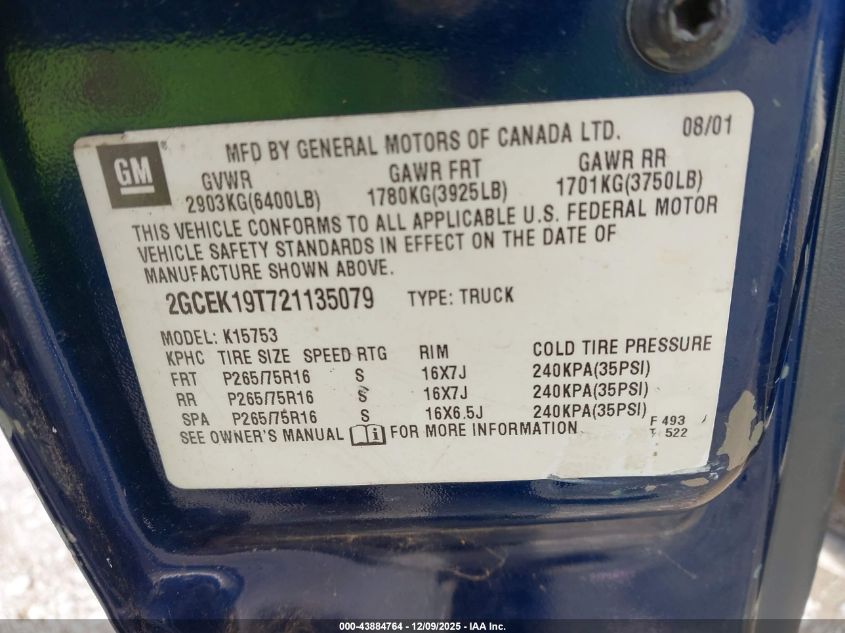 GM ® MFD BY GENERAL MOTORS OF CANADA LTD. 08/01
GVWR GAWR FRT GAWR RR
2903KG(6400LB) 1780KG(3925LB) 1701KG(3750LB)
THIS VEHICLE CONFORMS TO ALL APPLICABLE U.S. FEDERAL MOTOR
VEHICLE SAFETY STANDARDS IN EFFECT ON THE DATE OF
MANUFACTURE SHOWN ABOVE.
2GCEK19T721135079 TYPE: TRUCK
MODEL: K15753
KPHC TIRE SIZE SPEED RTG RIM COLD TIRE PRESSURE
FRT P265/75R16 S 16X7J 240KPA(35PSI)
RR P265/75R16 S 16X7J 240KPA(35PSI)
SPA P265/75R16 S 16X6.5J 240KPA(35PSI)
SEE OWNER'S MANUAL FOR MORE INFORMATION.
F 493
522
000-43884764 - 12/09/2025 - IAA Inc.